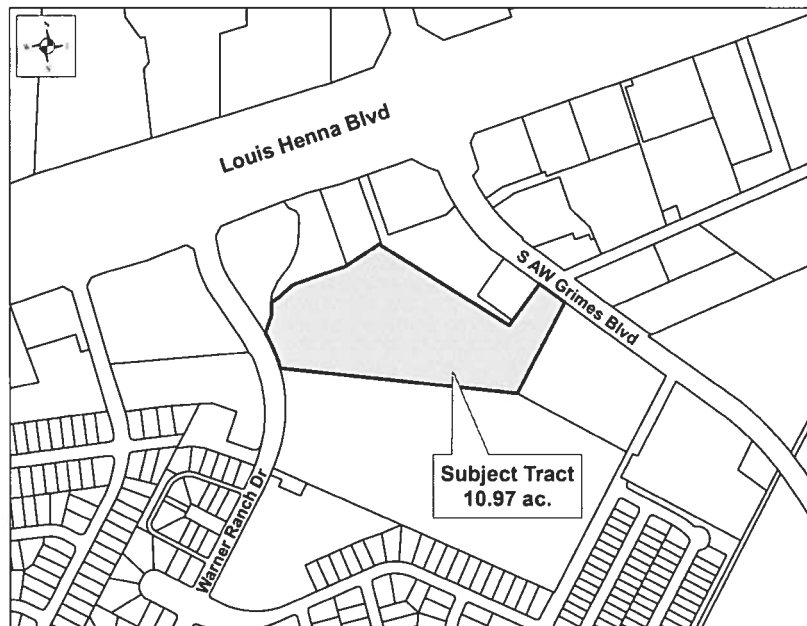 Louis Henna Blvd
S AW Grimes Blvd
Subject Tract
10.97 ac.
Warner Ranch Dr